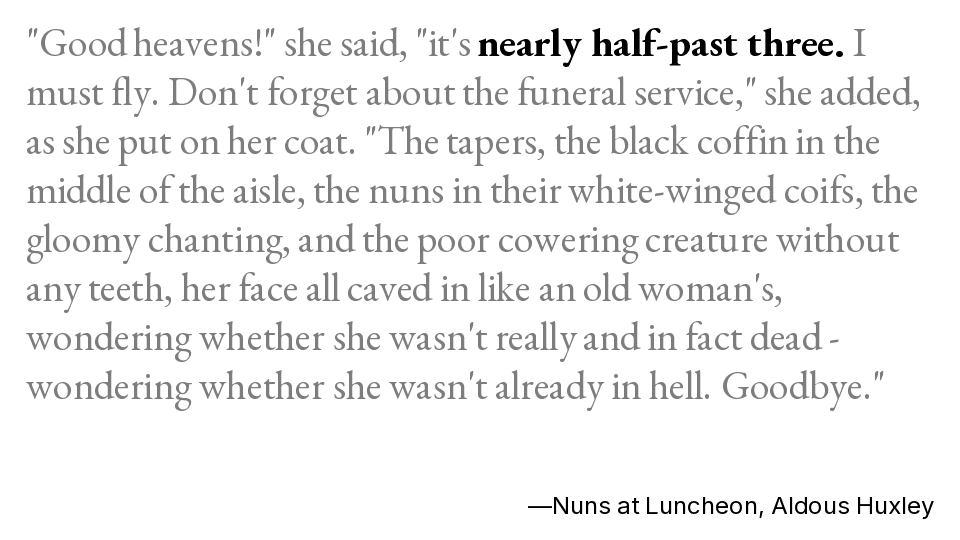 "Good heavens!" she said, "it's nearly half-past three. I
must fly. Don't forget about the funeral service," she added,
as she put on her coat. "The tapers, the black coffin in the
middle of the aisle, the nuns in their white-winged coifs, the
gloomy chanting, and the poor cowering creature without
any teeth, her face all caved in like an old woman's,
wondering whether she wasn't really and in fact dead -
wondering whether she wasn't already in hell. Goodbye."
—Nuns at Luncheon, Aldous Huxley